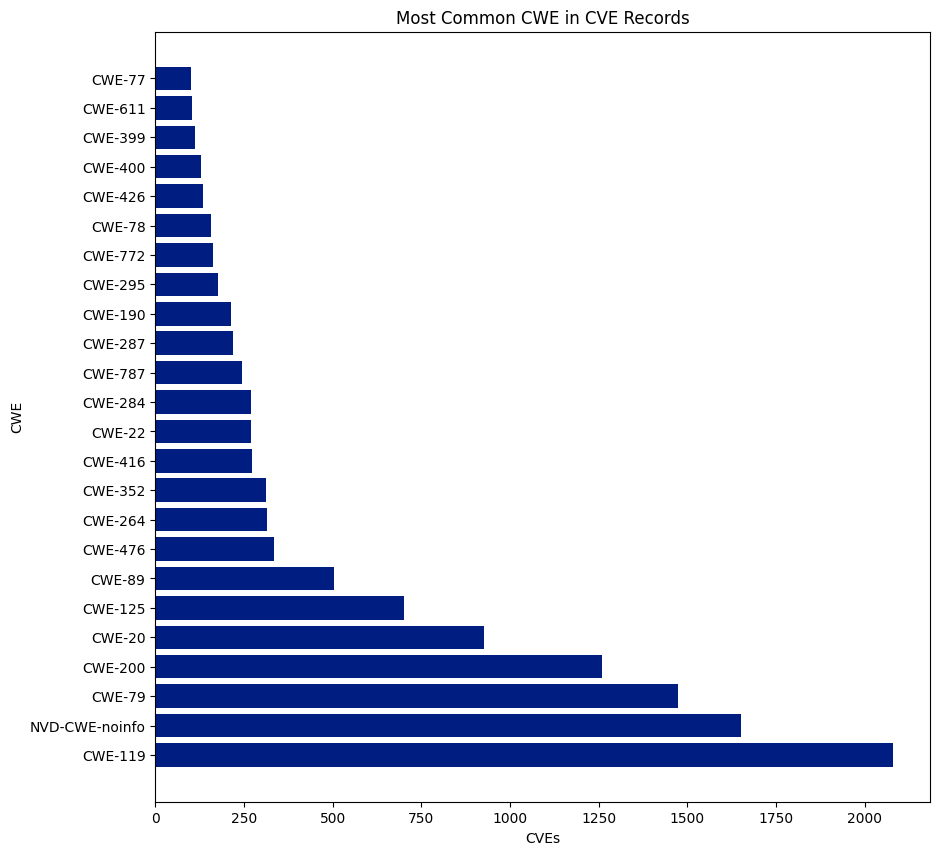 Most Common CWE in CVE Records
CWE-77
CWE-611
CWE-399
CWE-400
CWE-426
CWE-78
CWE-772
CWE-295
CWE-190
CWE-287
CWE-787
CWE-284
CWE-22
CWE-416
CWE-352
CWE-264
CWE-476
CWE-89
CWE-125
CWE-20
CWE-200
CWE-79
NVD-CWE-noinfo
CWE-119
CWE
0 250 500 750 1000 1250 1500 1750 2000
CVEs